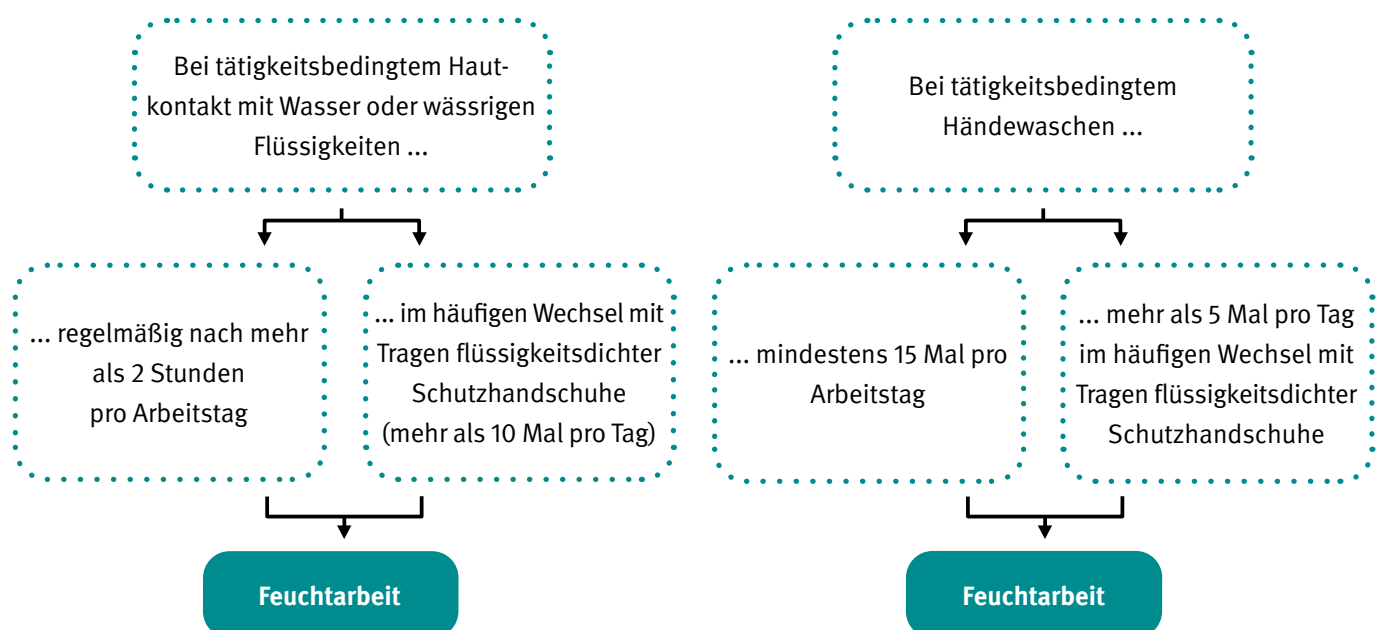 Bei tätigkeitsbedingtem Haut-
kontakt mit Wasser oder wässrigen
Flüssigkeiten ...
... regelmäßig nach mehr
als 2 Stunden
pro Arbeitstag
... im häufigen Wechsel mit
Tragen flüssigkeitsdichter
Schutzhandschuhe
(mehr als 10 Mal pro Tag)
Feuchtarbeit
Bei tätigkeitsbedingtem
Händewaschen ...
... mindestens 15 Mal pro
Arbeitstag
... mehr als 5 Mal pro Tag
im häufigen Wechsel mit
Tragen flüssigkeitsdichter
Schutzhandschuhe
Feuchtarbeit